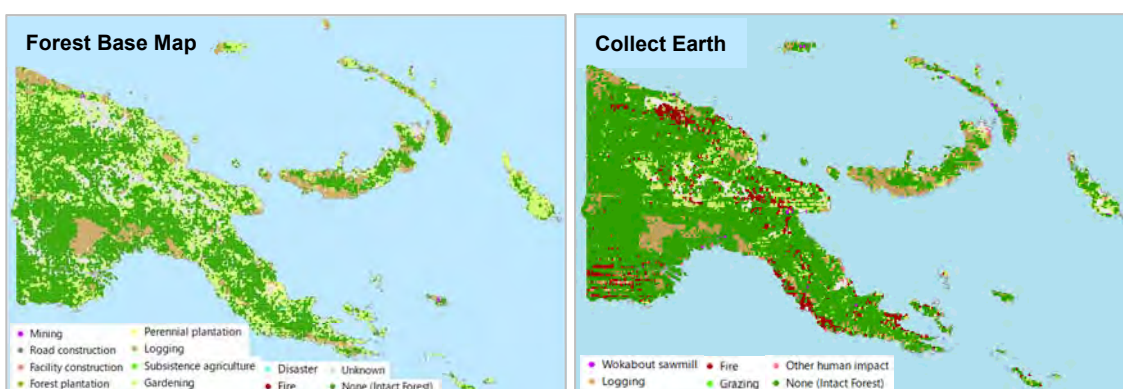 Forest Base Map
Mining
Road construction
Facility construction
Forest plantation
Perennial plantation
Logging
Subsistence agriculture
Gardening
Disaster
Fire
Unknown
None (Intact Forest)
Collect Earth
Wokabout sawmill
Logging
Fire
Grazing
Other human impact
None (Intact Forest)